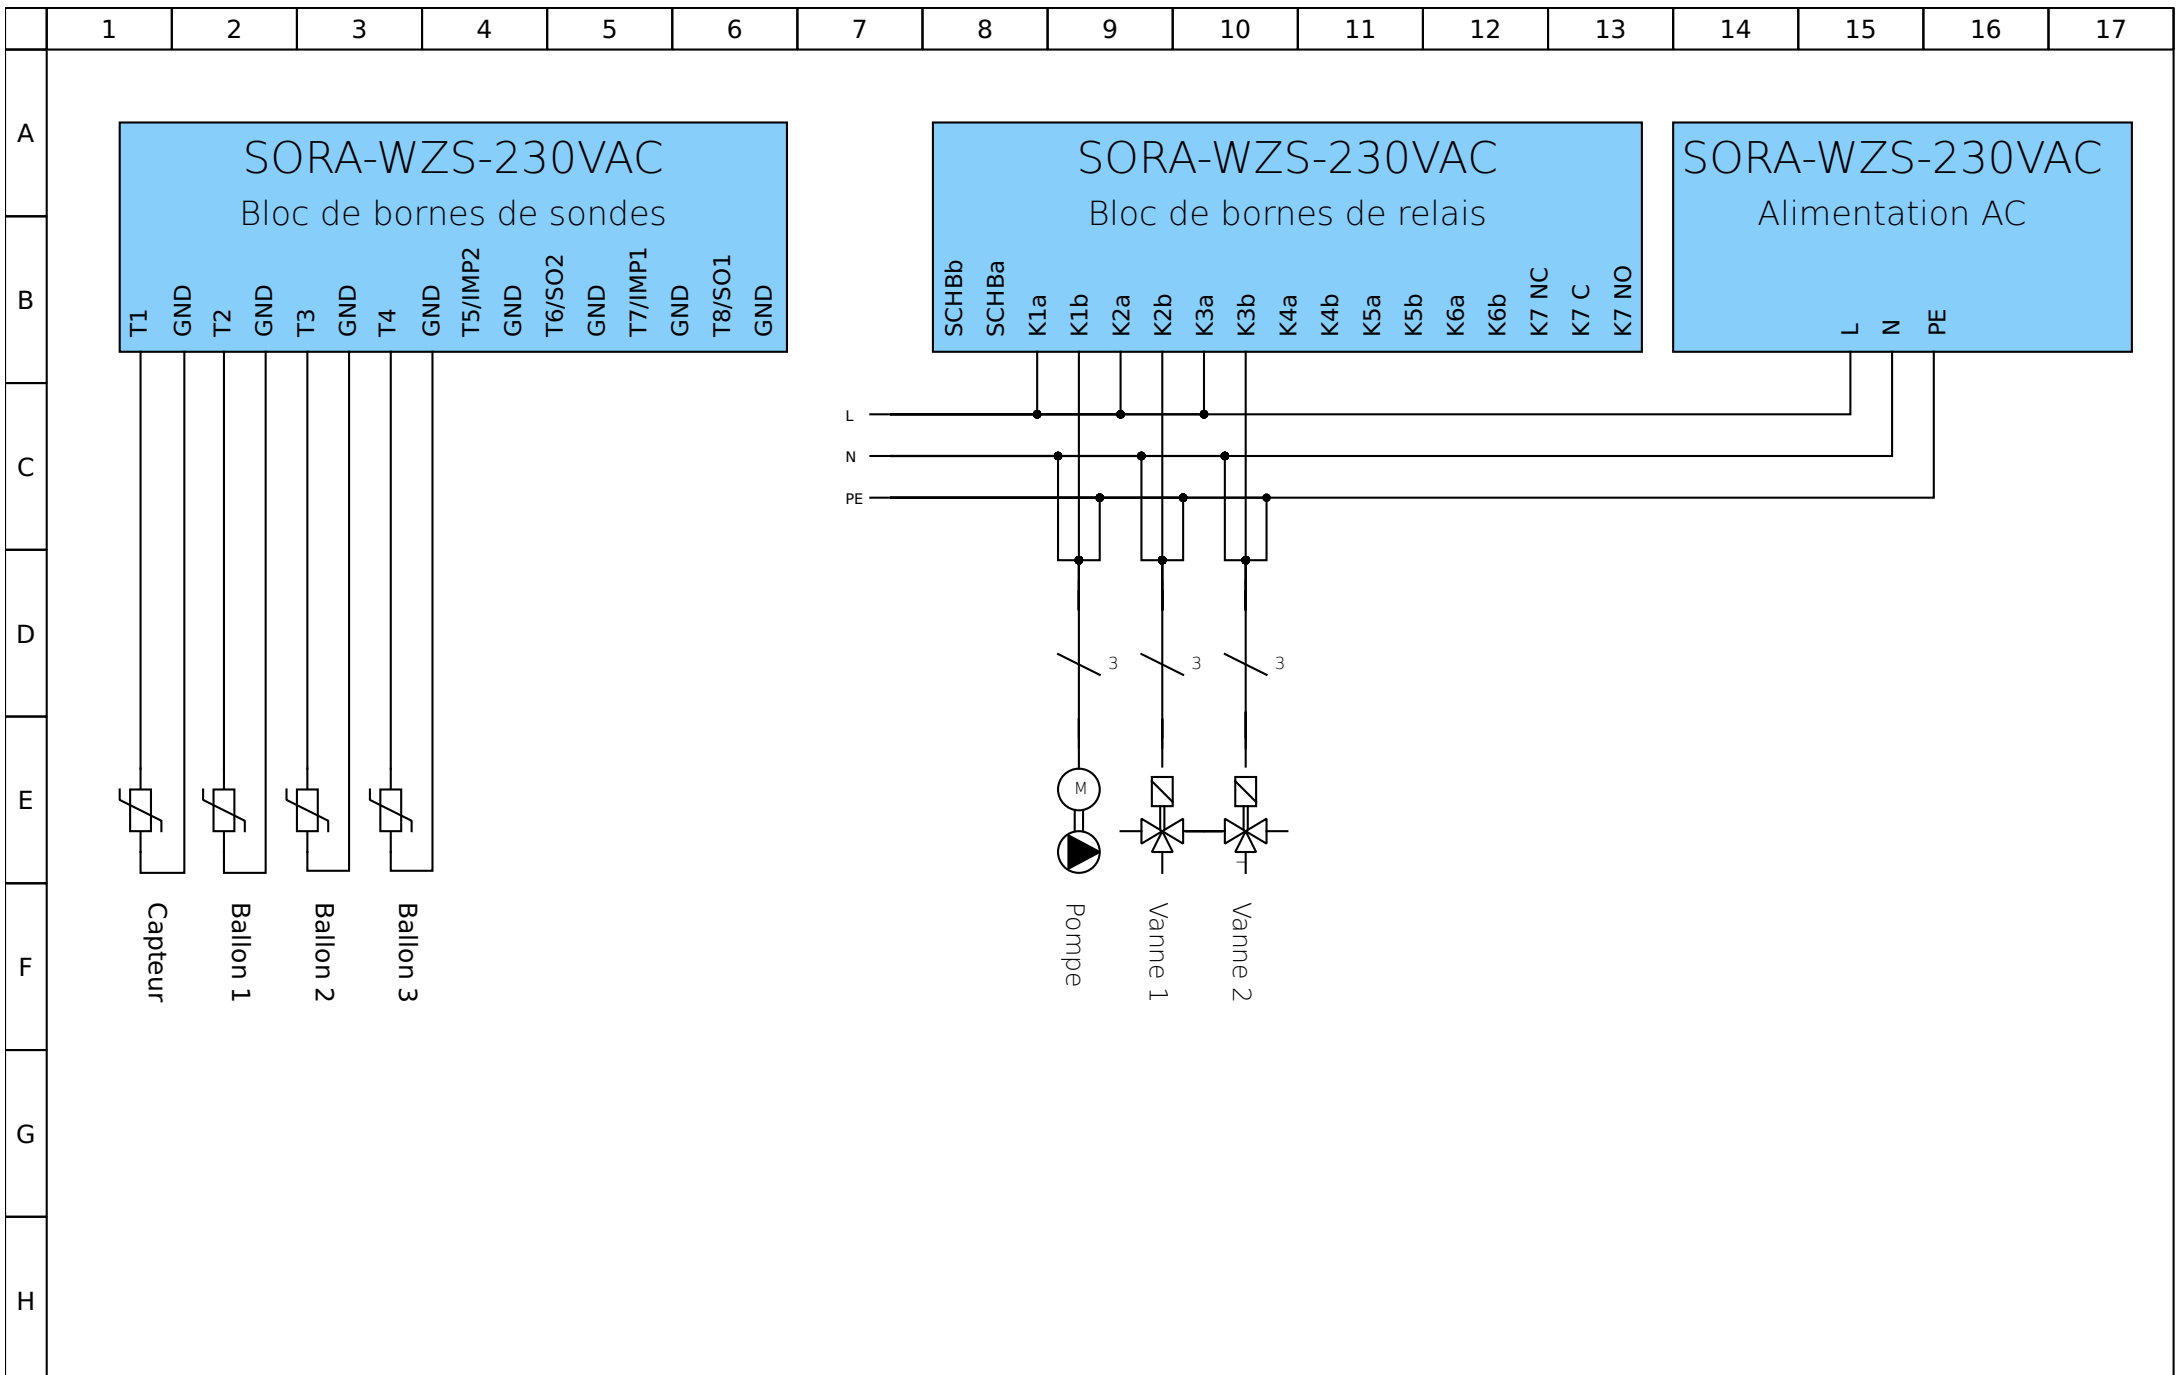 1 2 3 4 5 6 7 8 9 10 11 12 13 14 15 16 17
A
SORA-WZS-230VAC
Bloc de bornes de sondes
SORA-WZS-230VAC
Bloc de bornes de relais
SORA-WZS-230VAC
Alimentation AC
B
T1
GND
T2
GND
T3
GND
T4
GND
T5/IMP2
GND
T6/SO2
GND
T7/IMP1
GND
T8/SO1
GND
SCHBb
SCHBa
K1a
K1b
K2a
K2b
K3a
K3b
K4a
K4b
K5a
K5b
K6a
K6b
K7 NC
K7 C
K7 NO
L
N
PE
L
C
N
PE
D
3
3
3
E
M
F
Capteur
Ballon 1
Ballon 2
Ballon 3
Pompe
Vanne 1
Vanne 2
G
H